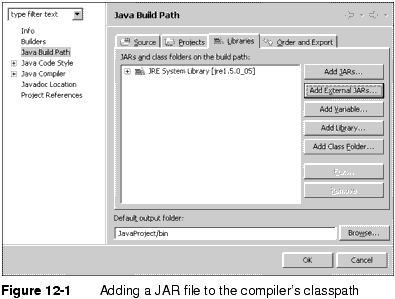 type filter text
Info
Builders
Java Build Path
Java Code Style
Java Compiler
Javadoc Location
Project References
Java Build Path
Source
Projects
Libraries
Order and Export
JARs and class folders on the build path:
JRE System Library [jre1.5.0_05]
Add JARs...
Add External JARs...
Add Variable...
Add Library...
Add Class Folder...
Remove
Default output folder:
JavaProject/bin
Browse...
OK
Cancel
Figure 12-1 Adding a JAR file to the compiler's classpath